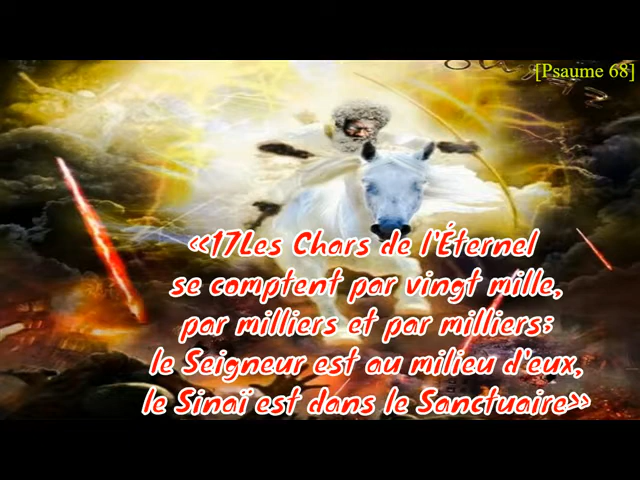 [Psaume 68]
«17Les Chars de l'Éternel
se comptent par vingt mille,
par milliers et par milliers;
le Seigneur est au milieu d'eux,
le Sinaï est dans le Sanctuaire»